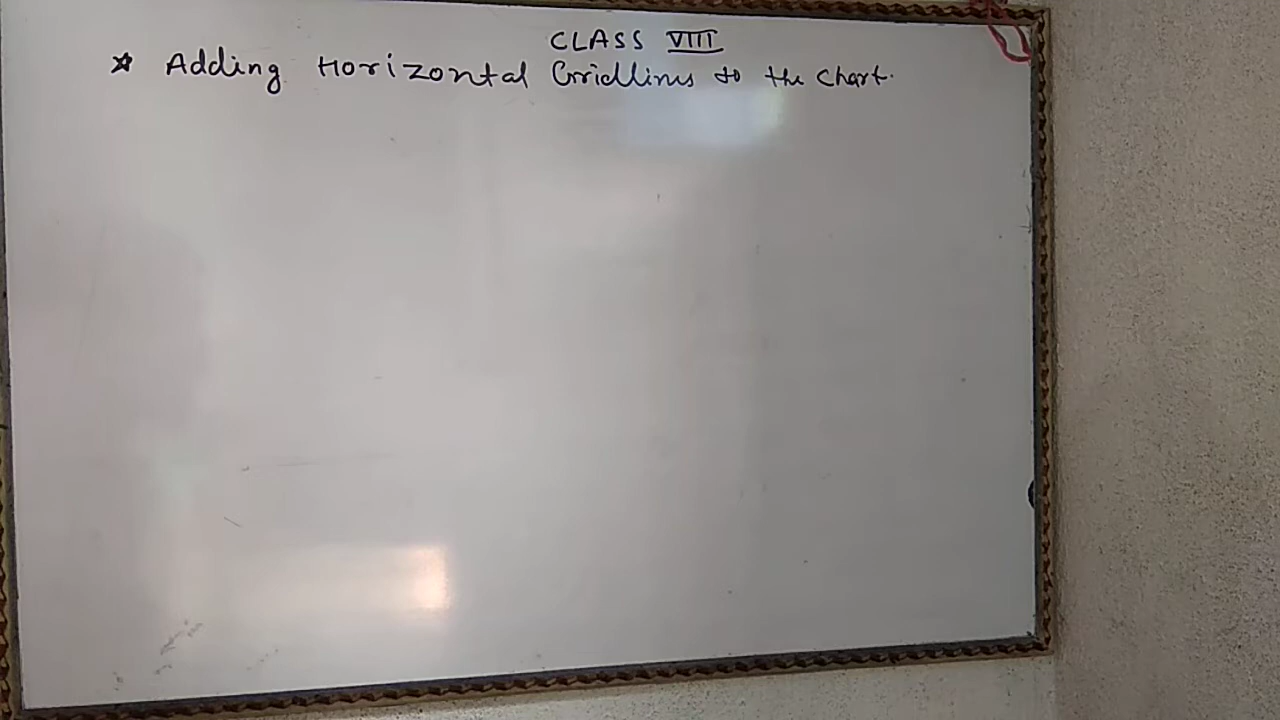 CLASS VIII
* Adding Horizontal Gridlines to the Chart.